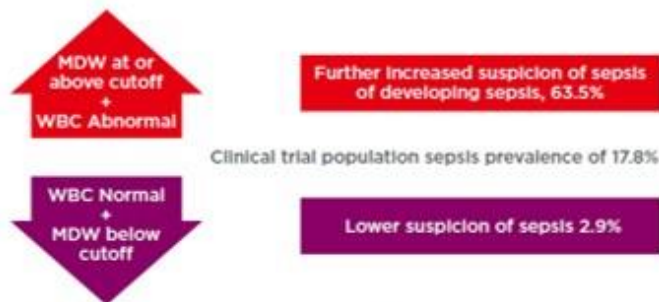 MDW at or
above cutoff
+
WBC Abnormal
Further Increased suspicion of sepsis
of developing sepsis, 63.5%
Clinical trial population sepsis prevalence of 17.8%
WBC Normal
+
MDW below
cutoff
Lower suspicion of sepsis 2.9%